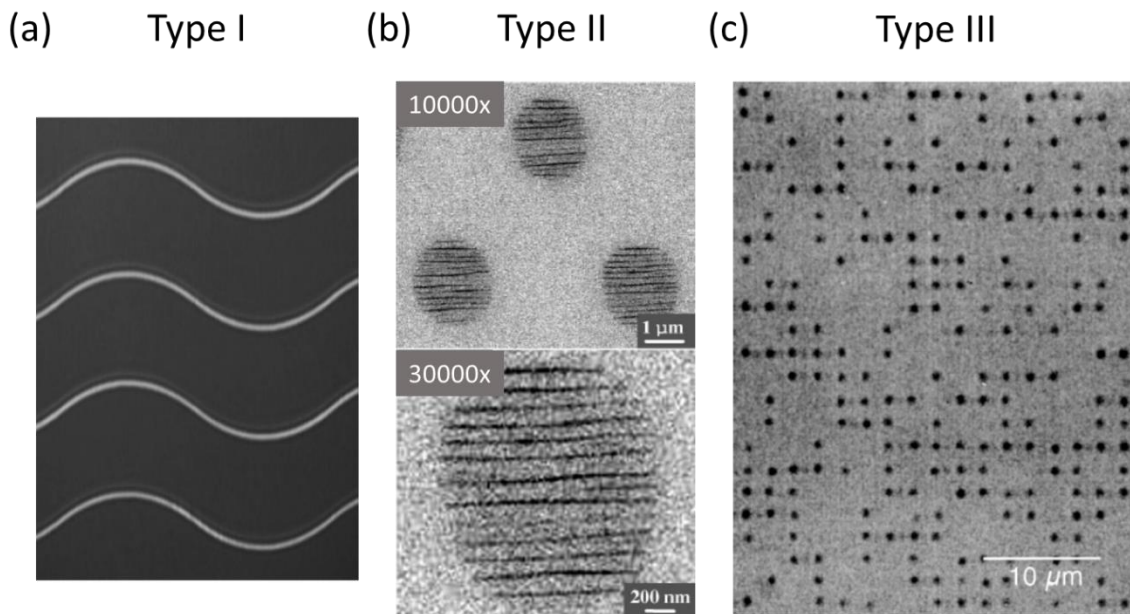 (a) Type I
(b) Type II
(c) Type III
10000x
1 μm
30000x
200 nm
10 μm